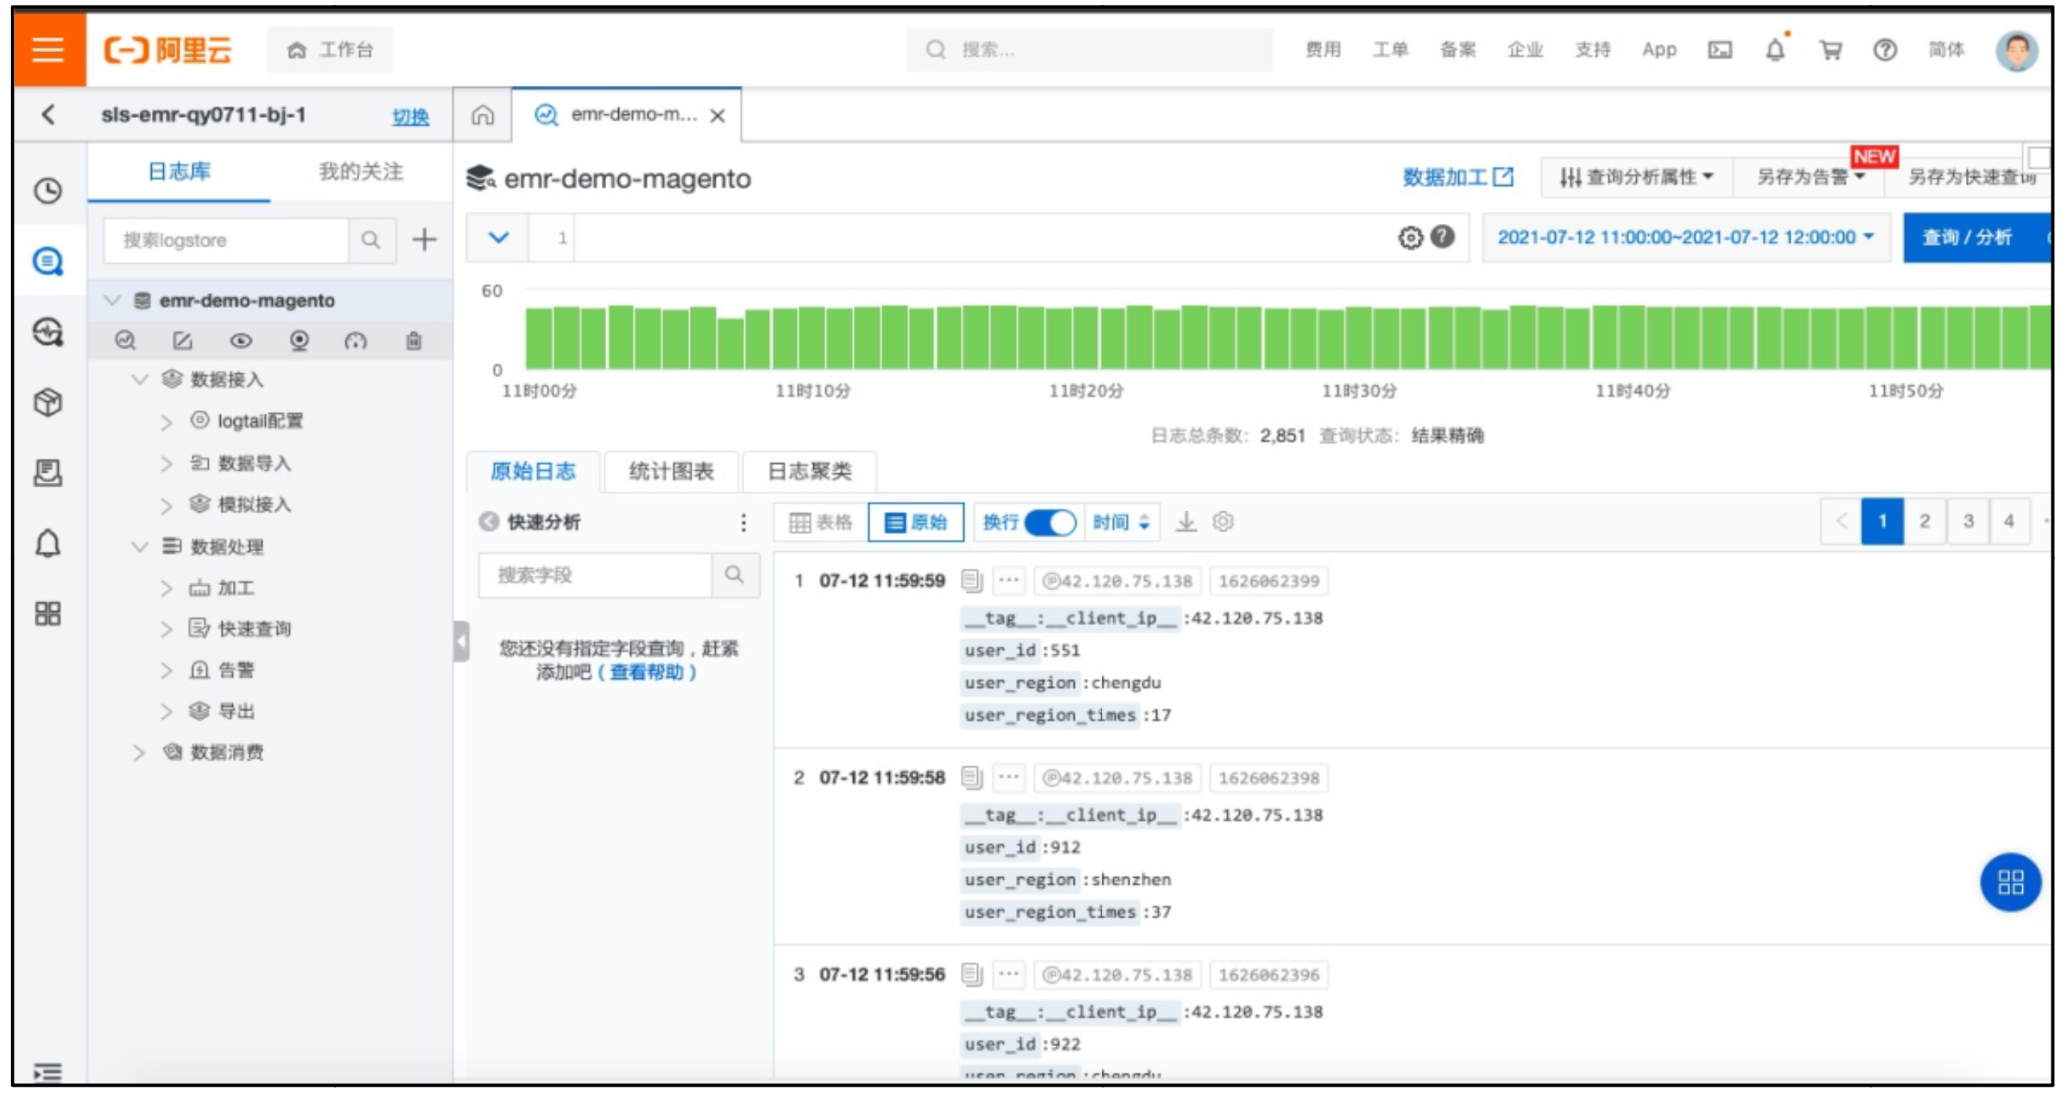 阿里云
工作台
搜索...
费用 工单 备案 企业 支持 App 简体
sls-emr-qy0711-bj-1 切换
emr-demo-m...
日志库 我的关注
搜索logstore
emr-demo-magento
数据接入
logtail配置
数据导入
模拟接入
数据处理
加工
快速查询
告警
导出
数据消费
emr-demo-magento
数据加工 查询分析属性 另存为告警 NEW 另存为快速查询
1
2021-07-12 11:00:00~2021-07-12 12:00:00 查询 / 分析
60
0
11时00分 11时10分 11时20分 11时30分 11时40分 11时50分
日志总条数: 2,851 查询状态: 结果精确
原始日志 统计图表 日志聚类
快速分析
表格 原始 换行 时间
< 1 2 3 4
搜索字段
您还没有指定字段查询，赶紧
添加吧 ( 查看帮助 )
1 07-12 11:59:59 42.120.75.138 1626062399
__tag__:__client_ip__ :42.120.75.138
user_id :551
user_region :chengdu
user_region_times :17
2 07-12 11:59:58 42.120.75.138 1626062398
__tag__:__client_ip__ :42.120.75.138
user_id :912
user_region :shenzhen
user_region_times :37
3 07-12 11:59:56 42.120.75.138 1626062396
__tag__:__client_ip__ :42.120.75.138
user_id :922
user_region :chengdu